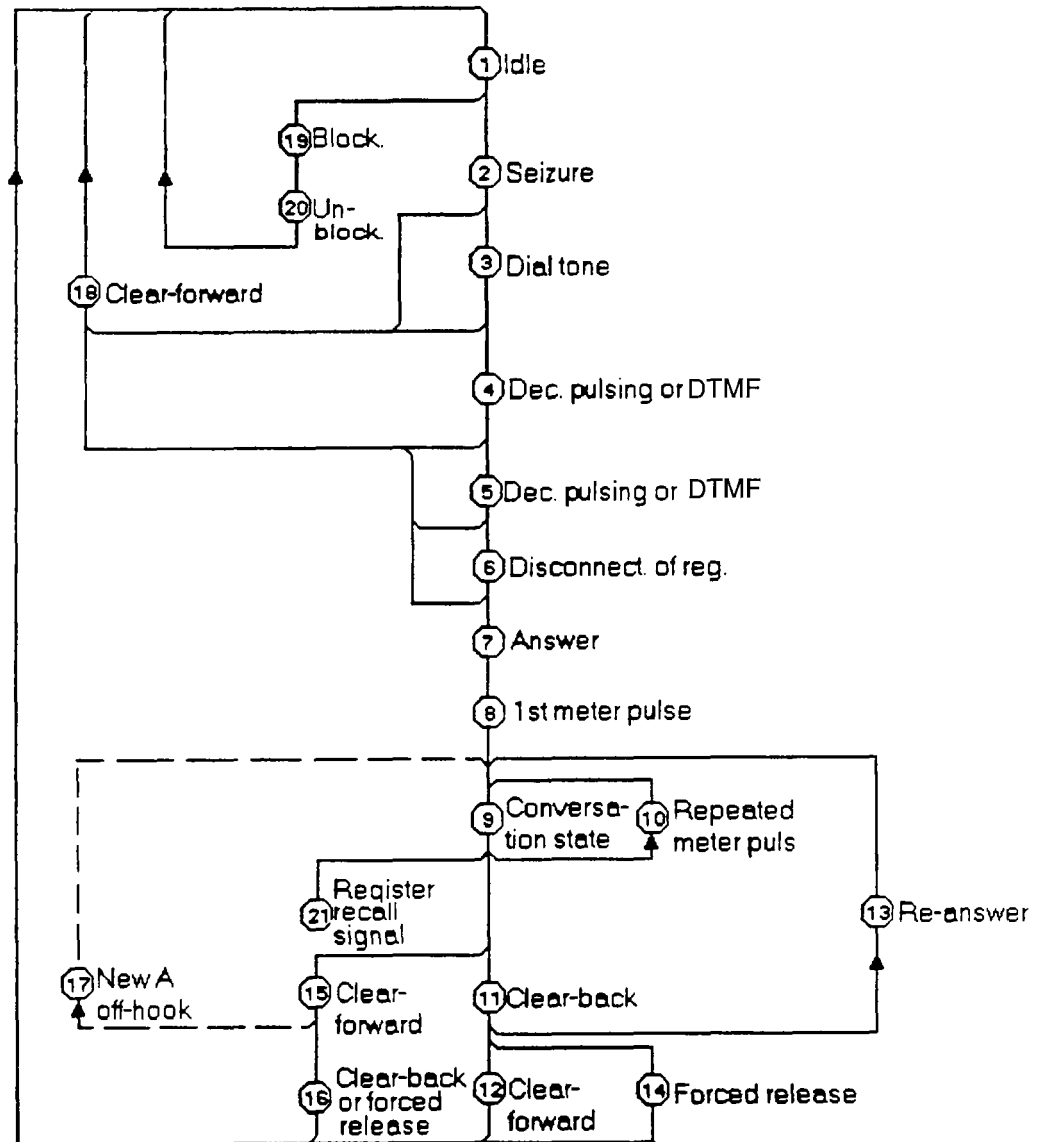 1 Idle
19 Block.
2 Seizure
20 Un-
block.
3 Dial tone
18 Clear-forward
4 Dec. pulsing or DTMF
5 Dec. pulsing or DTMF
6 Disconnect. of reg.
7 Answer
8 1st meter pulse
9 Conversa-
tion state
10 Repeated
meter puls
21 Register
recall
signal
13 Re-answer
17 New A
off-hook
15 Clear-
forward
11 Clear-back
16 Clear-back
or forced
release
12 Clear-
forward
14 Forced release